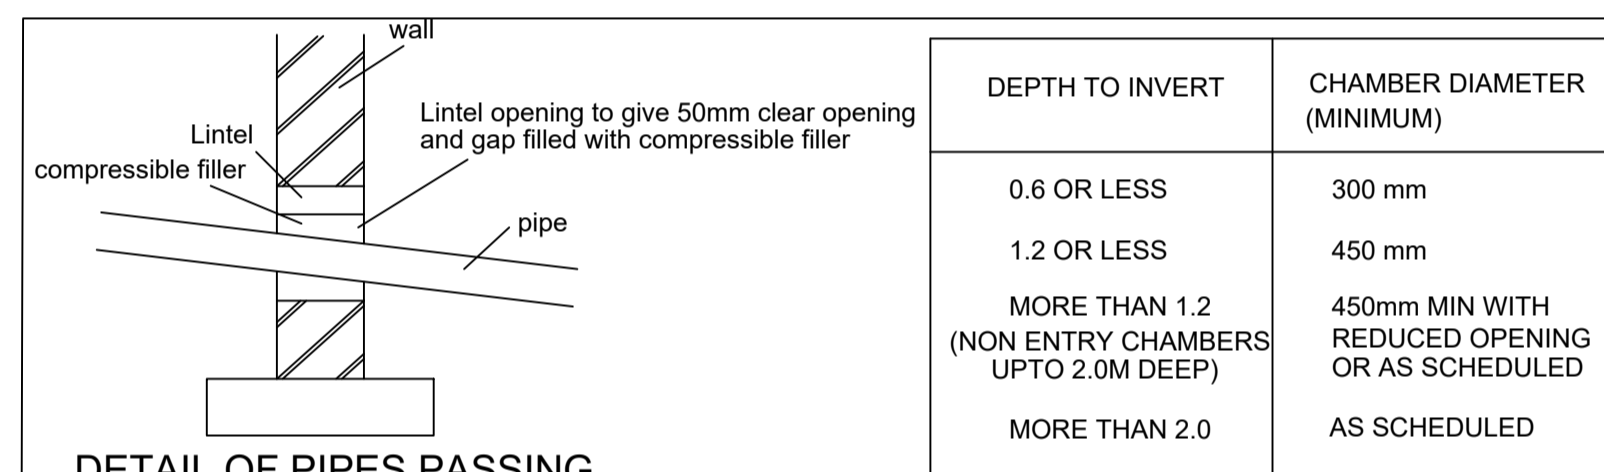 wall
Lintel opening to give 50mm clear opening
and gap filled with compressible filler
Lintel
compressible filler
pipe
DETAIL OF PIPES PASSING
DEPTH TO INVERT
CHAMBER DIAMETER
(MINIMUM)
0.6 OR LESS
300 mm
1.2 OR LESS
450 mm
MORE THAN 1.2
(NON ENTRY CHAMBERS
UPTO 2.0M DEEP)
450mm MIN WITH
REDUCED OPENING
OR AS SCHEDULED
MORE THAN 2.0
AS SCHEDULED